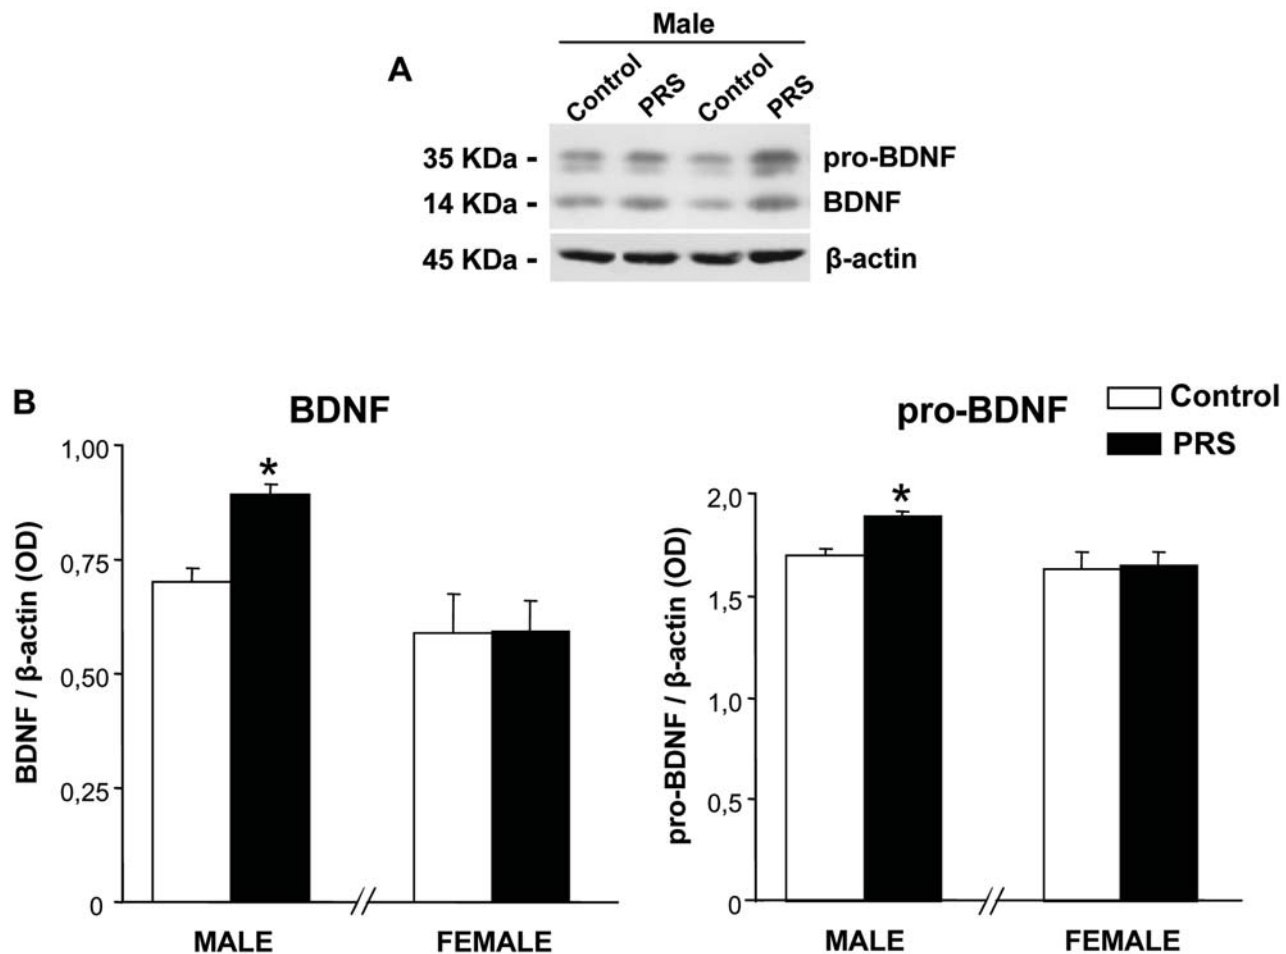 Male
A
Control PRS Control PRS
35 KDa - pro-BDNF
14 KDa - BDNF
45 KDa - β-actin
B
BDNF
pro-BDNF
Control
PRS
BDNF / β-actin (OD)
1,00
*
0,75
0,50
0,25
0
MALE FEMALE
pro-BDNF / β-actin (OD)
2,0
*
1,5
1,0
0,5
0
MALE FEMALE